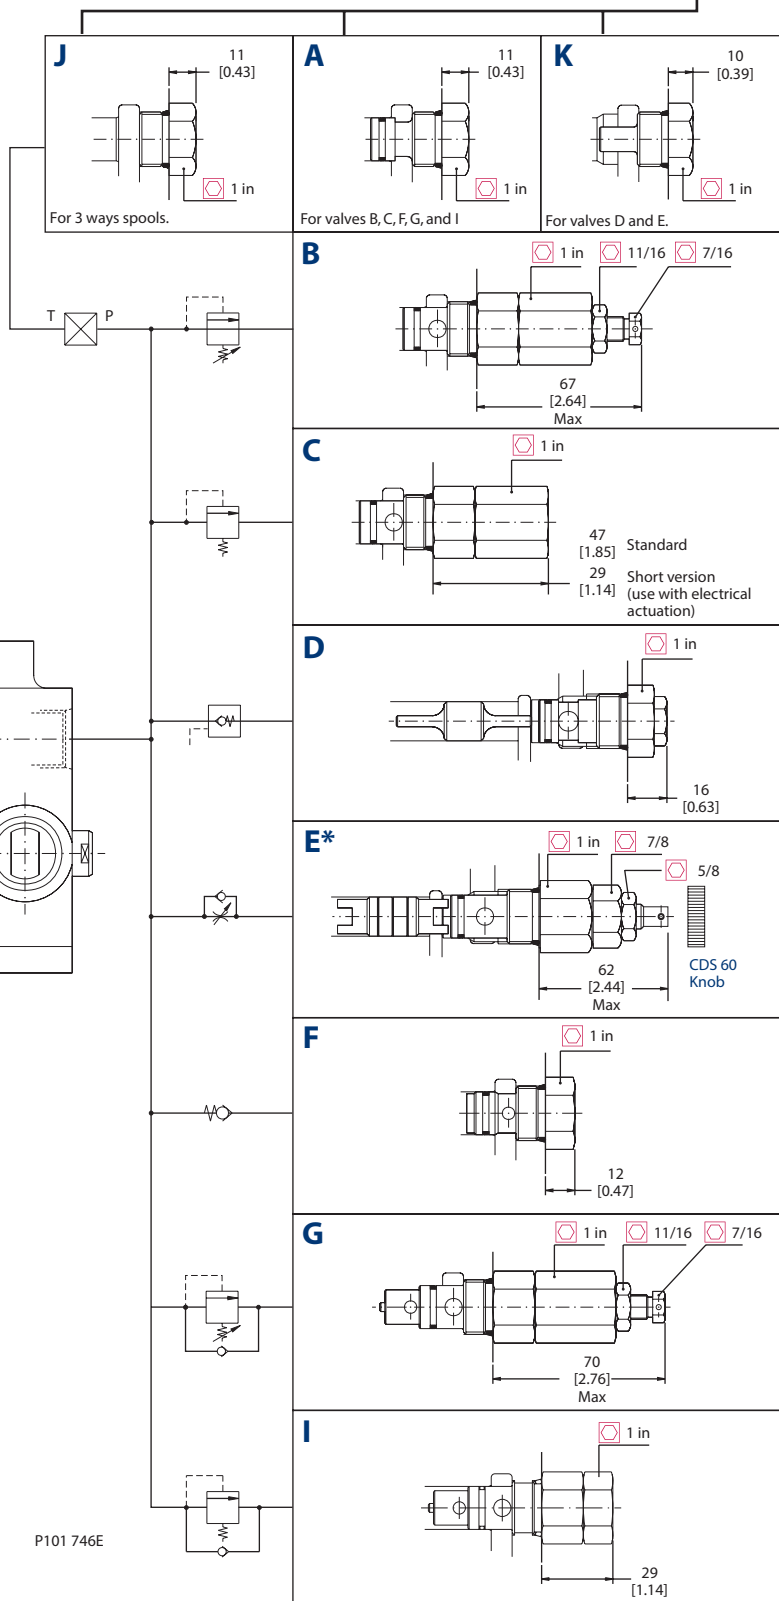 J
11
[0.43]
1 in
For 3 ways spools.
A
11
[0.43]
1 in
For valves B, C, F, G, and I
K
10
[0.39]
1 in
For valves D and E.
T
P
B
1 in
11/16
7/16
67
[2.64]
Max
C
1 in
47
[1.85]
Standard
29
[1.14]
Short version
(use with electrical
actuation)
D
1 in
16
[0.63]
E*
1 in
7/8
5/8
62
[2.44]
Max
CDS 60
Knob
F
1 in
12
[0.47]
G
1 in
11/16
7/16
70
[2.76]
Max
I
1 in
29
[1.14]
P101 746E